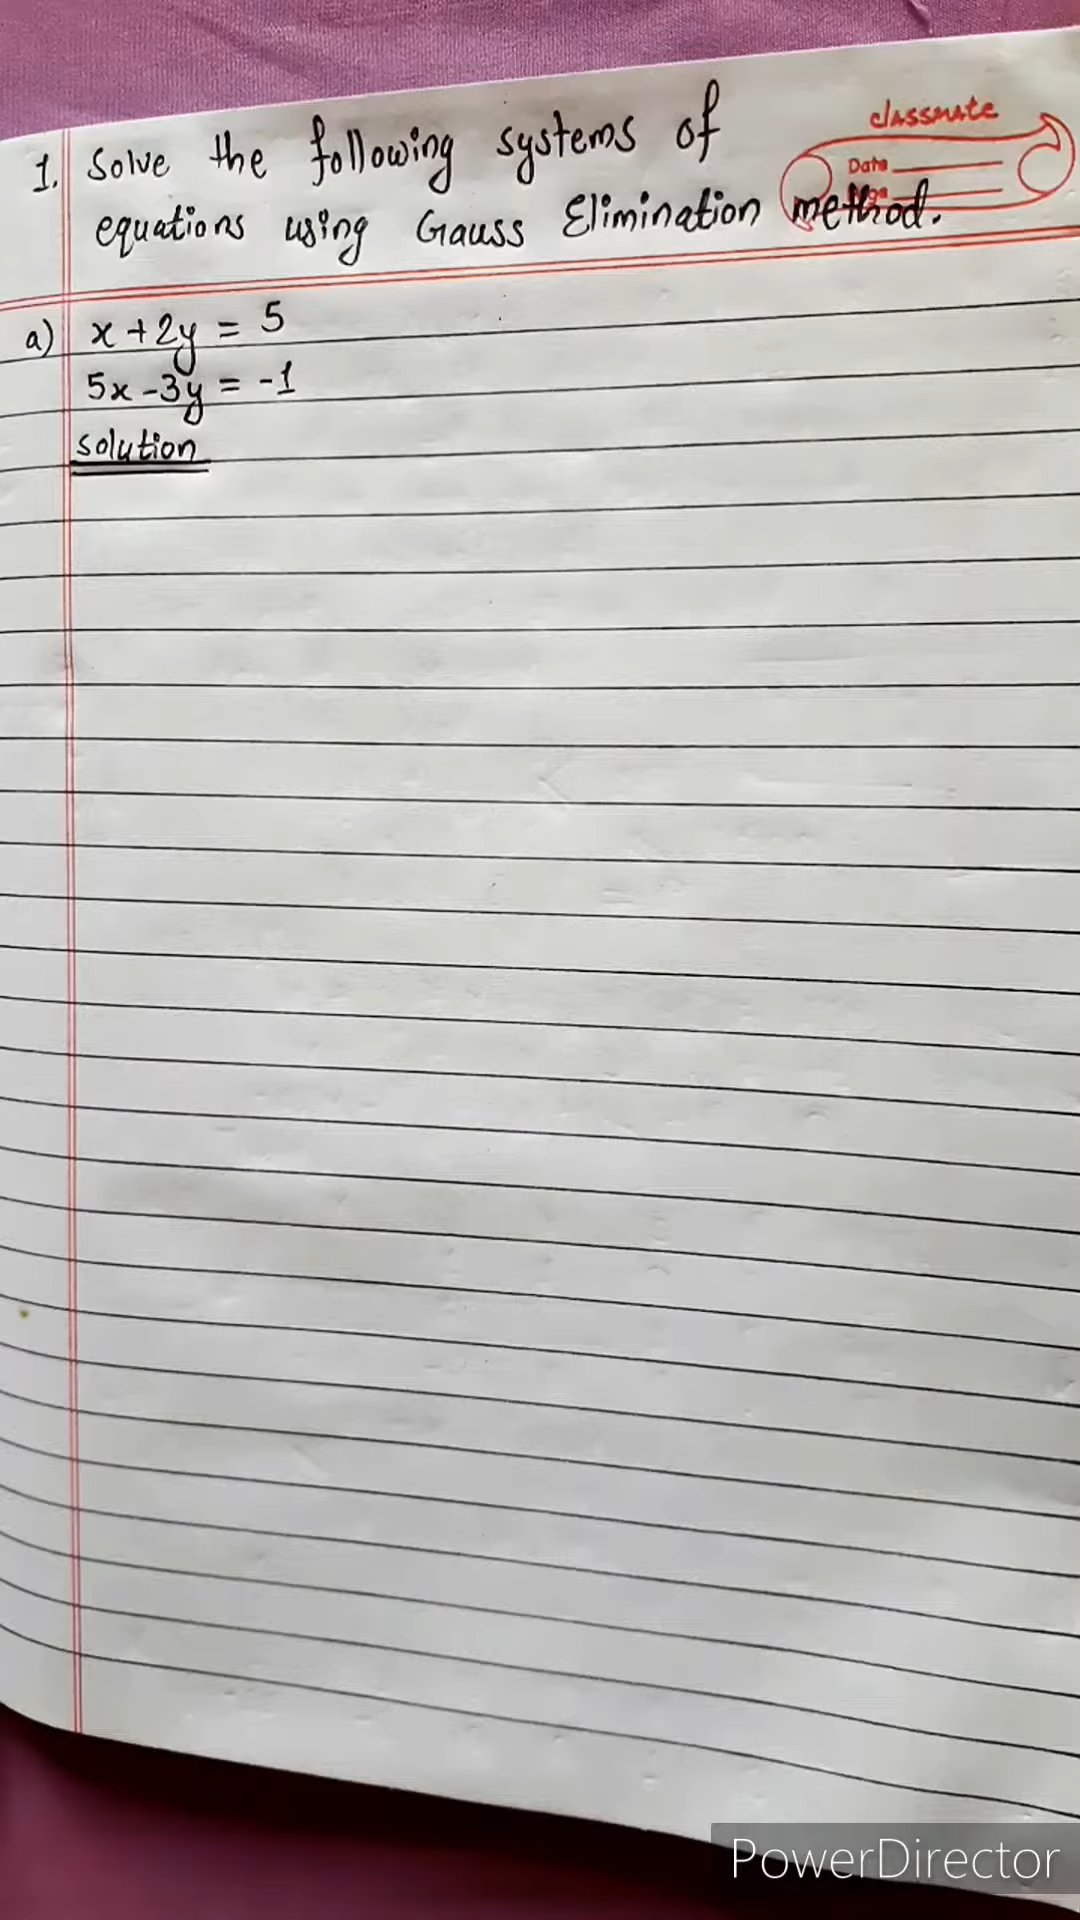 classmate
Date
1. Solve the following systems of
equations using Gauss Elimination method.
a) x + 2y = 5
5x - 3y = -1
solution
PowerDirector